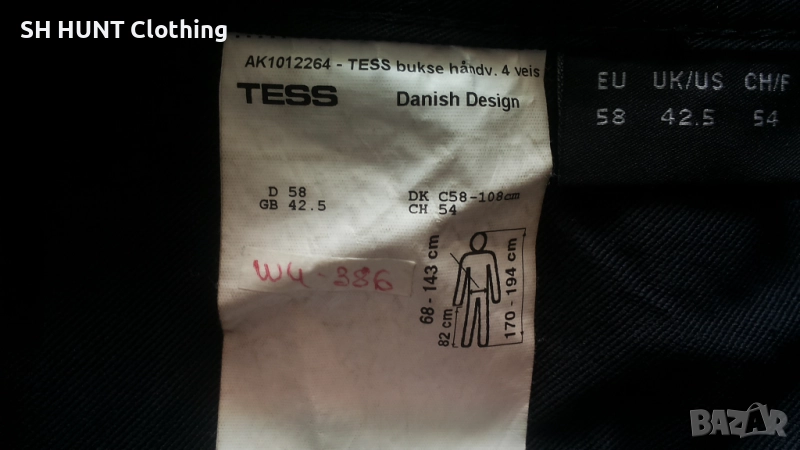 SH HUNT Clothing
AK1012264 - TESS bukse håndv. 4 veis
TESS Danish Design
EU UK/US CH/F
58 42.5 54
D 58
GB 42.5
DK C58-108cm
CH 54
W4-386
68 - 143 cm
82 cm
170 - 194 cm
BAZAR